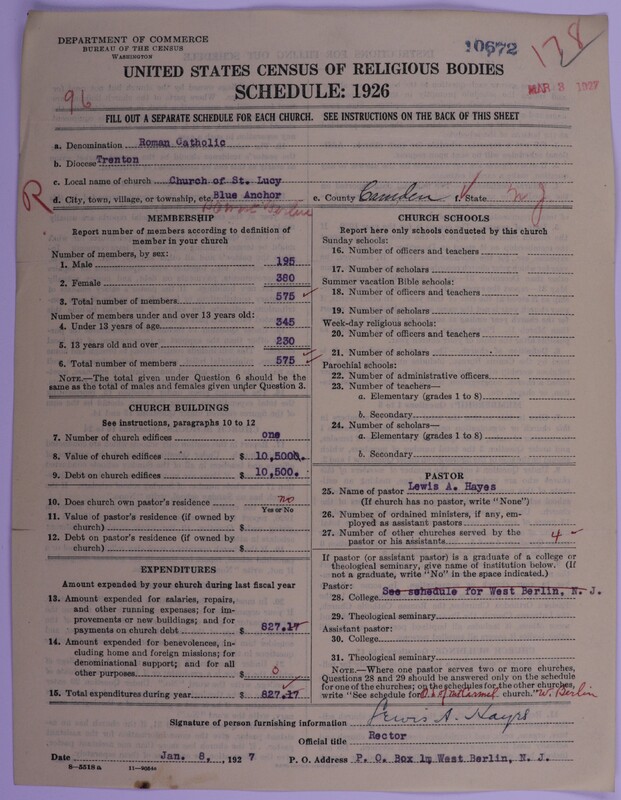 DEPARTMENT OF COMMERCE
BUREAU OF THE CENSUS
WASHINGTON
10672
178
UNITED STATES CENSUS OF RELIGIOUS BODIES
SCHEDULE: 1926
MAR 3 1927
96
FILL OUT A SEPARATE SCHEDULE FOR EACH CHURCH. SEE INSTRUCTIONS ON THE BACK OF THIS SHEET
a. Denomination Roman Catholic
b. Diocese Trenton
c. Local name of church Church of St. Lucy
R
d. City, town, village, or township, etc. Blue Anchor e. County Camden f. State N J
MEMBERSHIP
Report number of members according to definition of
member in your church
Number of members, by sex:
1. Male 195
2. Female 380
3. Total number of members 575
Number of members under and over 13 years old:
4. Under 13 years of age 345
5. 13 years old and over 230
6. Total number of members 575
NOTE.—The total given under Question 6 should be the
same as the total of males and females given under Question 3.
CHURCH BUILDINGS
See instructions, paragraphs 10 to 12
7. Number of church edifices one
8. Value of church edifices $ 10,5000.
9. Debt on church edifices $ 10,500.
10. Does church own pastor's residence no
Yes or No
11. Value of pastor's residence (if owned by
church) $
12. Debt on pastor's residence (if owned by
church) $
EXPENDITURES
Amount expended by your church during last fiscal year
13. Amount expended for salaries, repairs,
and other running expenses; for im-
provements or new buildings; and for
payments on church debt $ 827.17
14. Amount expended for benevolences, in-
cluding home and foreign missions; for
denominational support; and for all
other purposes $ 0
15. Total expenditures during year $ 827.17
CHURCH SCHOOLS
Report here only schools conducted by this church
Sunday schools:
16. Number of officers and teachers
17. Number of scholars
Summer vacation Bible schools:
18. Number of officers and teachers
19. Number of scholars
Week-day religious schools:
20. Number of officers and teachers
21. Number of scholars
Parochial schools:
22. Number of administrative officers
23. Number of teachers—
a. Elementary (grades 1 to 8)
b. Secondary
24. Number of scholars—
a. Elementary (grades 1 to 8)
b. Secondary
PASTOR
25. Name of pastor Lewis A. Hayes
(If church has no pastor, write "None")
26. Number of ordained ministers, if any, em-
ployed as assistant pastors
27. Number of other churches served by the
pastor or his assistants 4
If pastor (or assistant pastor) is a graduate of a college or
theological seminary, give name of institution below. (If
not a graduate, write "No" in the space indicated.)
Pastor:
28. College See schedule for West Berlin, N. J.
29. Theological seminary
Assistant pastor:
30. College
31. Theological seminary
NOTE.—Where one pastor serves two or more churches,
Questions 28 and 29 should be answered only on the schedule
for one of the churches; on the schedules for the other churches,
write "See schedule for church." W. Berlin
Signature of person furnishing information Lewis A. Hayes
Official title Rector
Date Jan. 8, 1927 P. O. Address P. O. Box 1m West Berlin, N. J.
8—5518 a